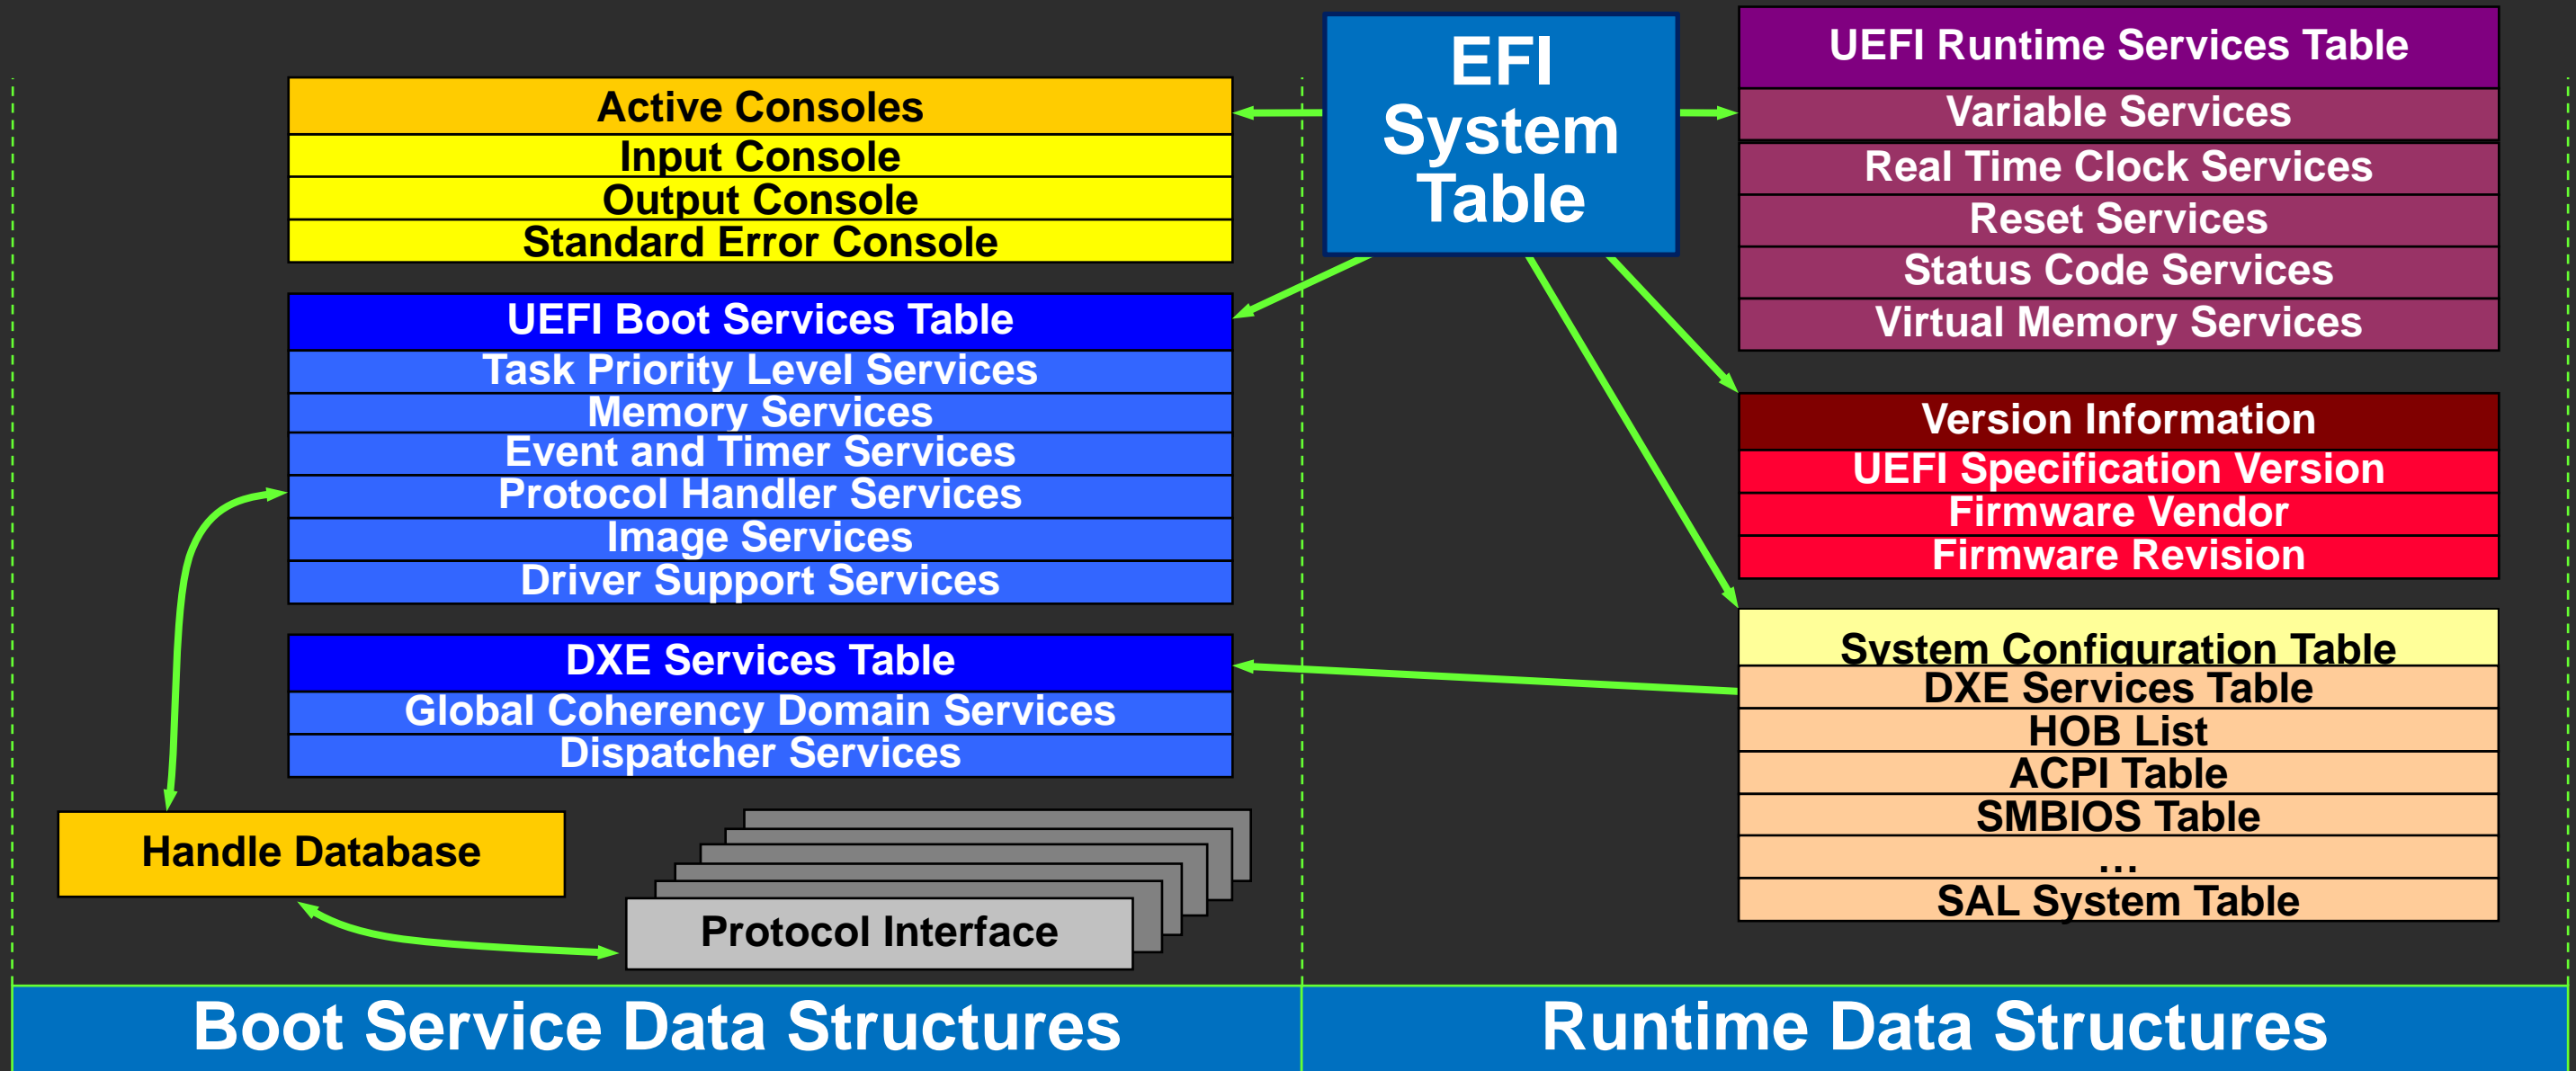 EFI
System
Table
Active Consoles
Input Console
Output Console
Standard Error Console
UEFI Boot Services Table
Task Priority Level Services
Memory Services
Event and Timer Services
Protocol Handler Services
Image Services
Driver Support Services
DXE Services Table
Global Coherency Domain Services
Dispatcher Services
Handle Database
Protocol Interface
UEFI Runtime Services Table
Variable Services
Real Time Clock Services
Reset Services
Status Code Services
Virtual Memory Services
Version Information
UEFI Specification Version
Firmware Vendor
Firmware Revision
System Configuration Table
DXE Services Table
HOB List
ACPI Table
SMBIOS Table
…
SAL System Table
Boot Service Data Structures
Runtime Data Structures